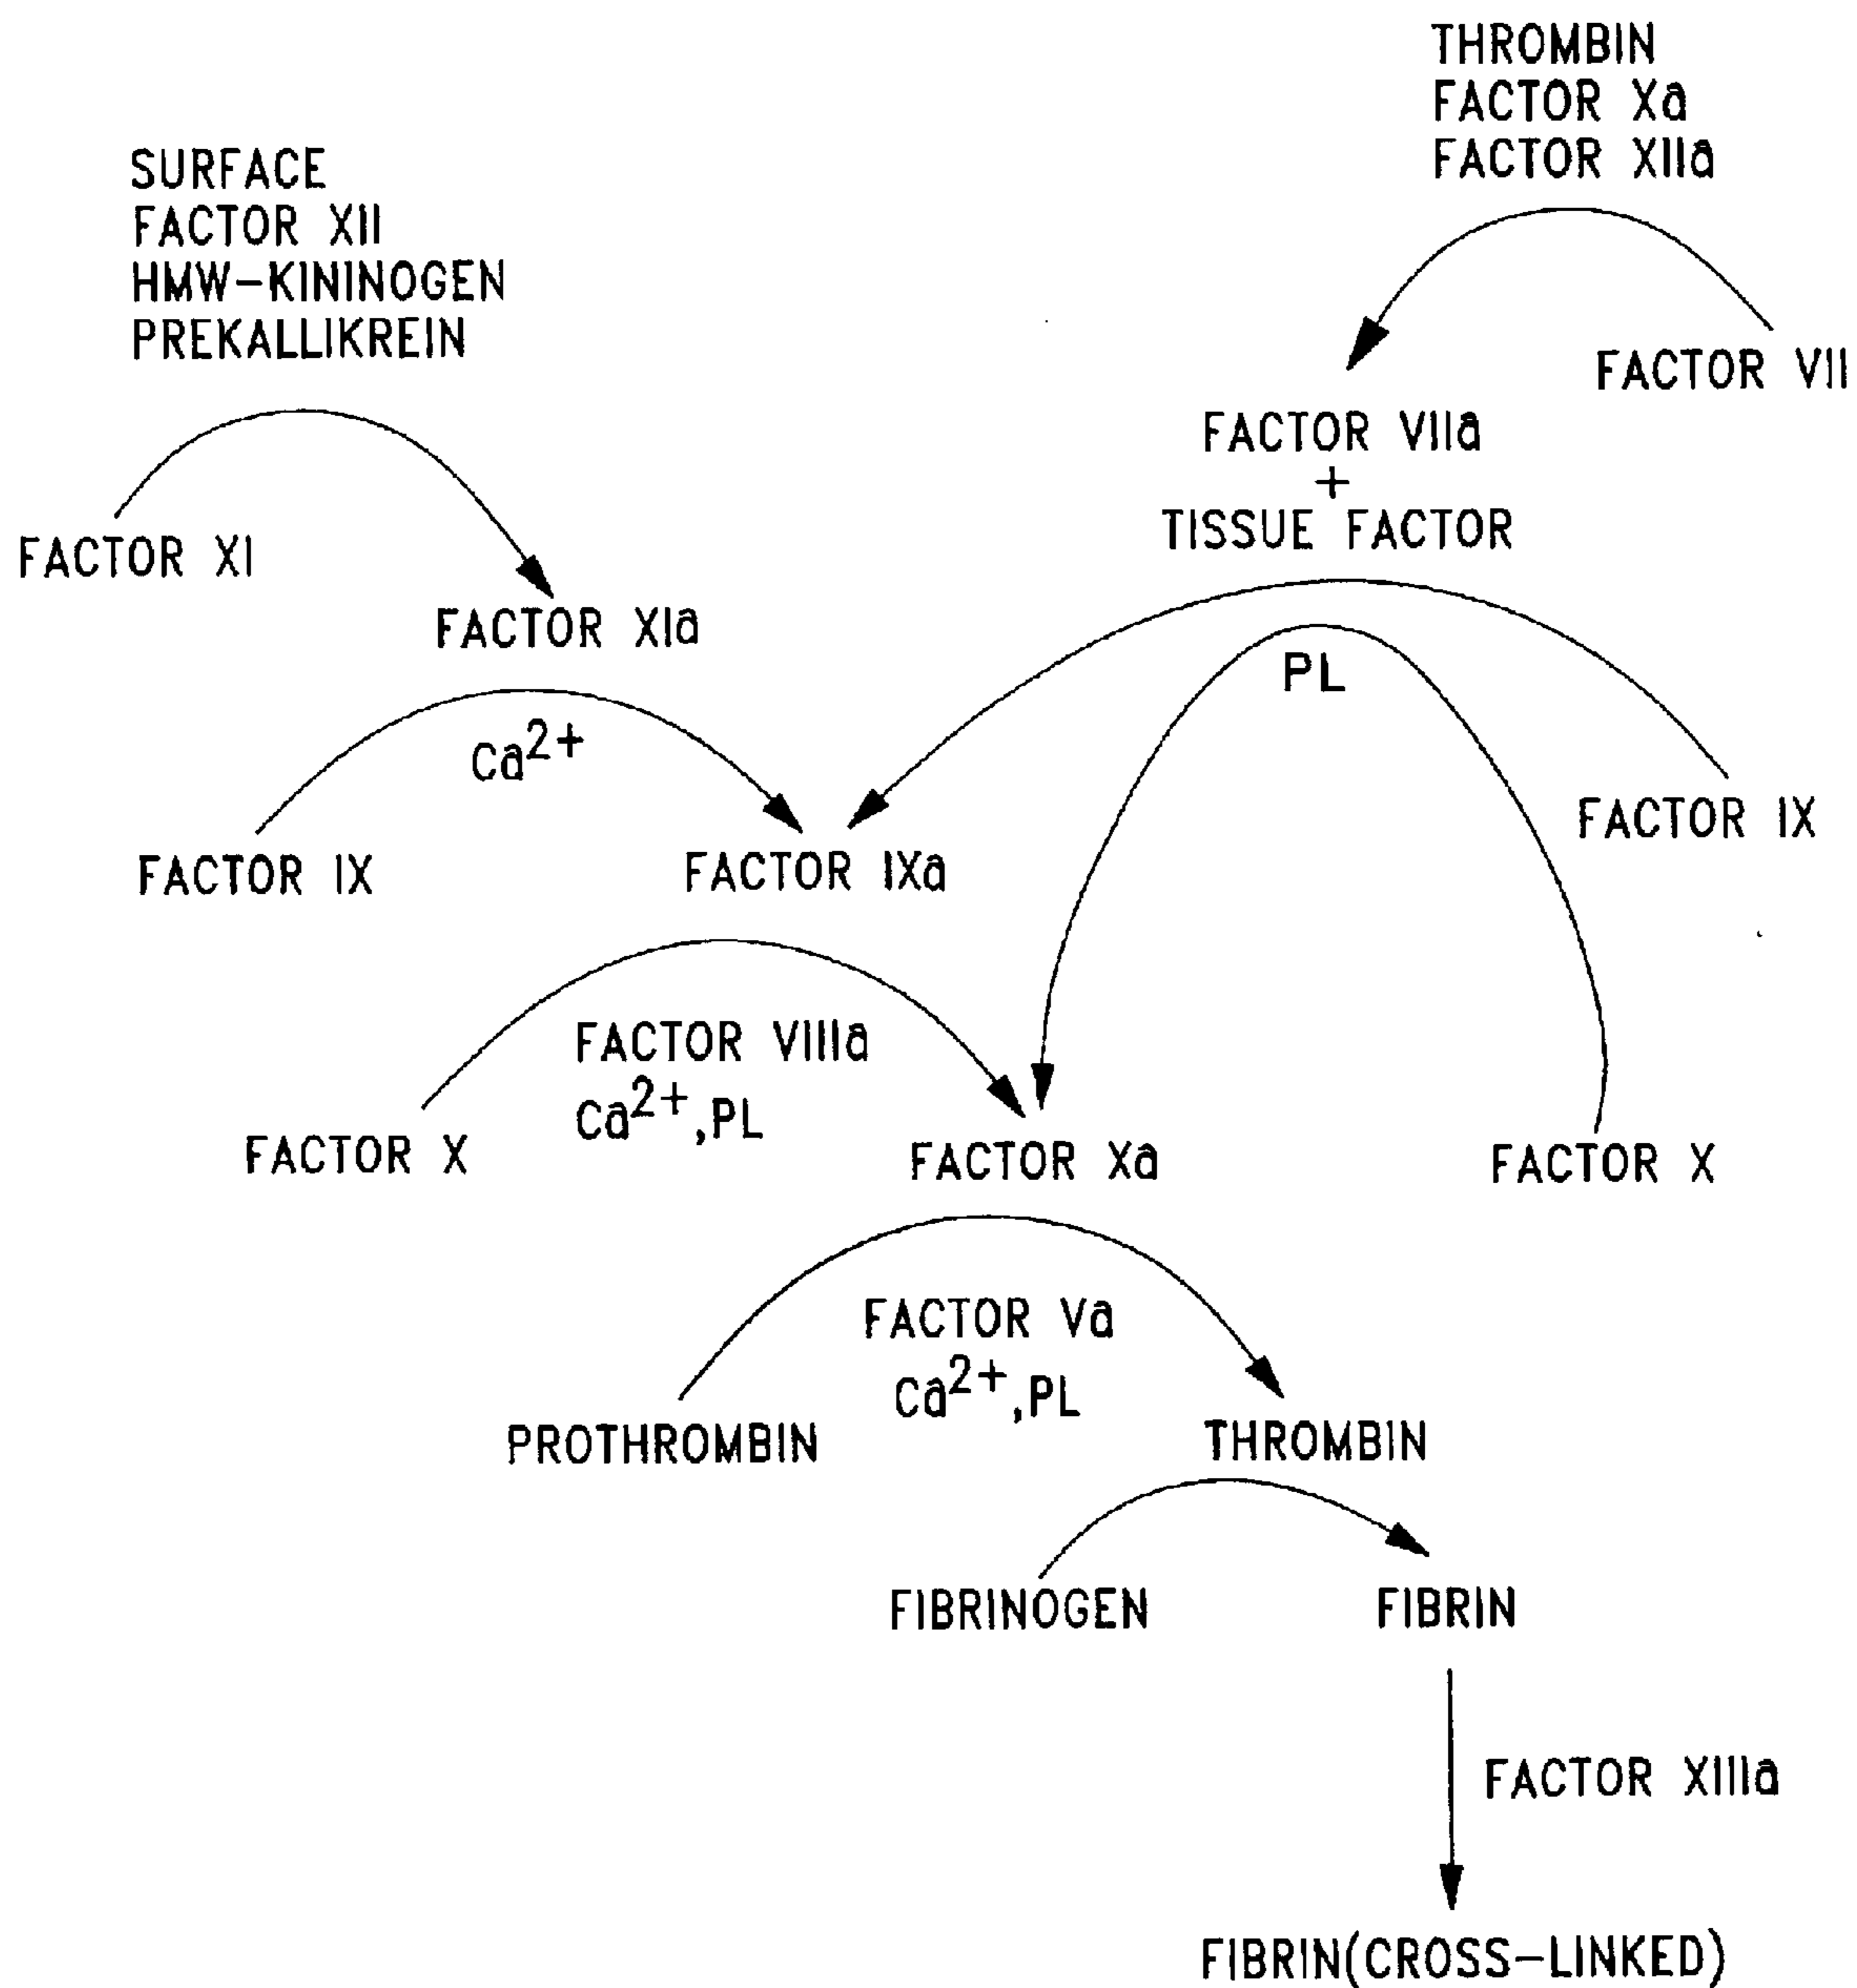 THROMBIN
FACTOR Xa
FACTOR XIIa
SURFACE
FACTOR XII
HMW-KININOGEN
PREKALLIKREIN
FACTOR VII
FACTOR VIIa
+
TISSUE FACTOR
FACTOR XI
FACTOR XIa
PL
Ca2+
FACTOR IX
FACTOR IX
FACTOR IXa
FACTOR VIIIa
Ca2+,PL
FACTOR X
FACTOR Xa
FACTOR X
FACTOR Va
Ca2+,PL
PROTHROMBIN
THROMBIN
FIBRINOGEN
FIBRIN
FACTOR XIIIa
FIBRIN(CROSS-LINKED)